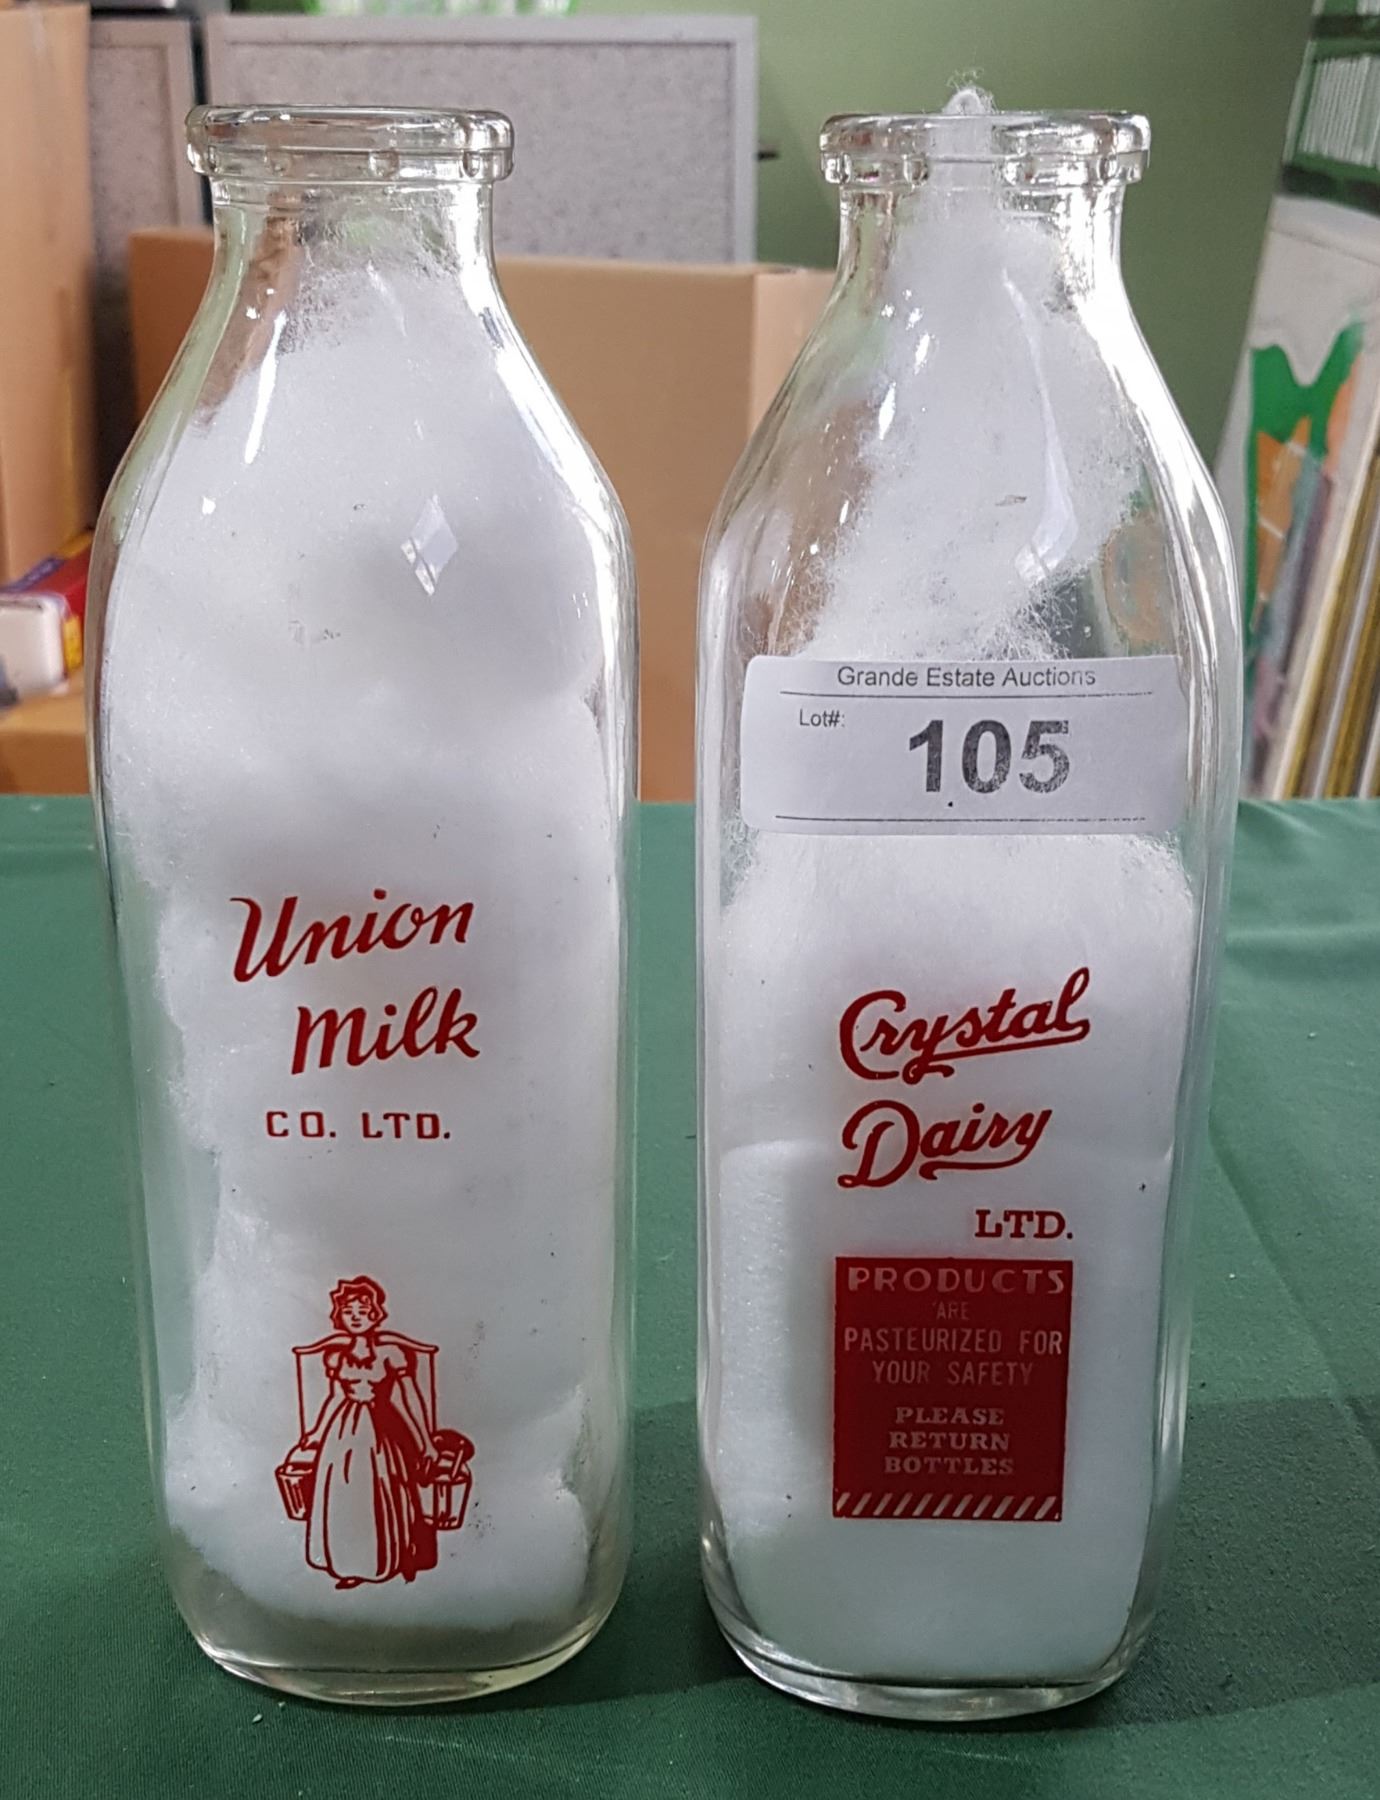 Union
Milk
CO. LTD.
Grande Estate Auctions
Lot#:
105
Crystal
Dairy
LTD.
PRODUCTS
ARE
PASTEURIZED FOR
YOUR SAFETY
PLEASE
RETURN
BOTTLES